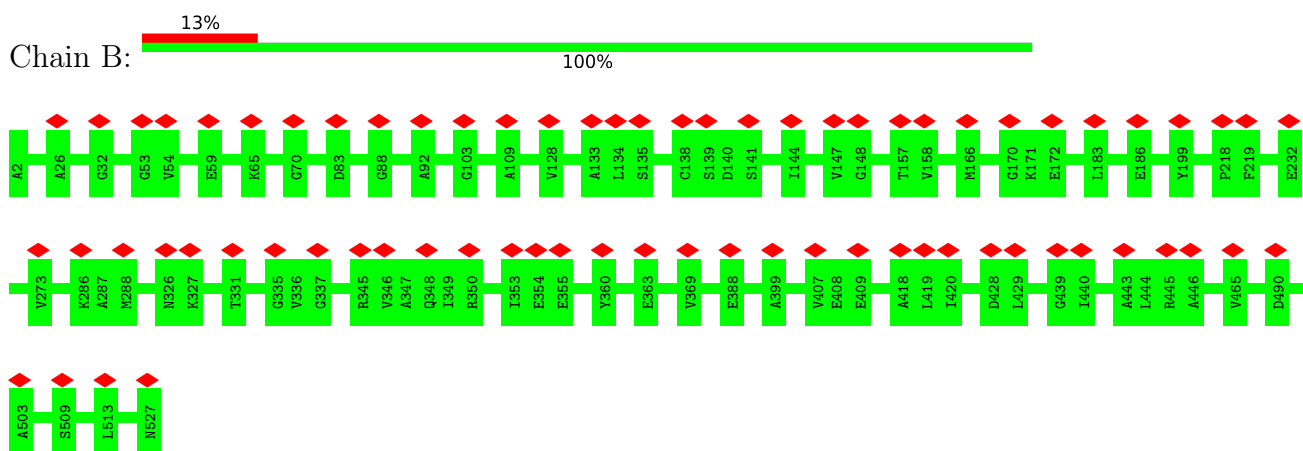 13%
Chain B:
100%
A2 A26 G32 G53 V54 E59 K65 G70 D83 G88 A92 G103 A109 V128 A133 L134 S135 C138 S139 D140 S141 I144 V147 G148 T157 V158 M166 G170 K171 E172 L183 E186 Y199 P218 F219 E232
V273 K286 A287 M288 N326 K327 T331 G335 V336 G337 R345 V346 A347 Q348 I349 R350 I353 E354 E355 Y360 E363 V369 E388 A399 V407 E408 E409 A418 L419 I420 D428 L429 G439 I440 A443 L444 R445 A446 V465 D490
A503 S509 L513 N527